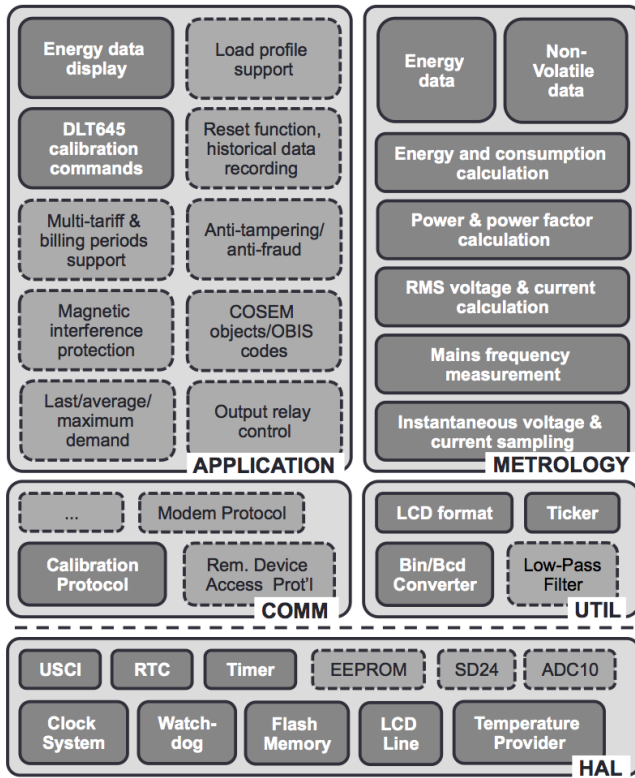 Energy data
display
Load profile
support
DLT645
calibration
commands
Reset function,
historical data
recording
Multi-tariff &
billing periods
support
Anti-tampering/
anti-fraud
Magnetic
interference
protection
COSEM
objects/OBIS
codes
Last/average/
maximum
demand
Output relay
control
APPLICATION
Energy
data
Non-
Volatile
data
Energy and consumption
calculation
Power & power factor
calculation
RMS voltage & current
calculation
Mains frequency
measurement
Instantaneous voltage &
current sampling
METROLOGY
...
Modem Protocol
Calibration
Protocol
Rem. Device
Access Prot'l
COMM
LCD format
Ticker
Bin/Bcd
Converter
Low-Pass
Filter
UTIL
USCI
RTC
Timer
EEPROM
SD24
ADC10
Clock
System
Watch-
dog
Flash
Memory
LCD
Line
Temperature
Provider
HAL